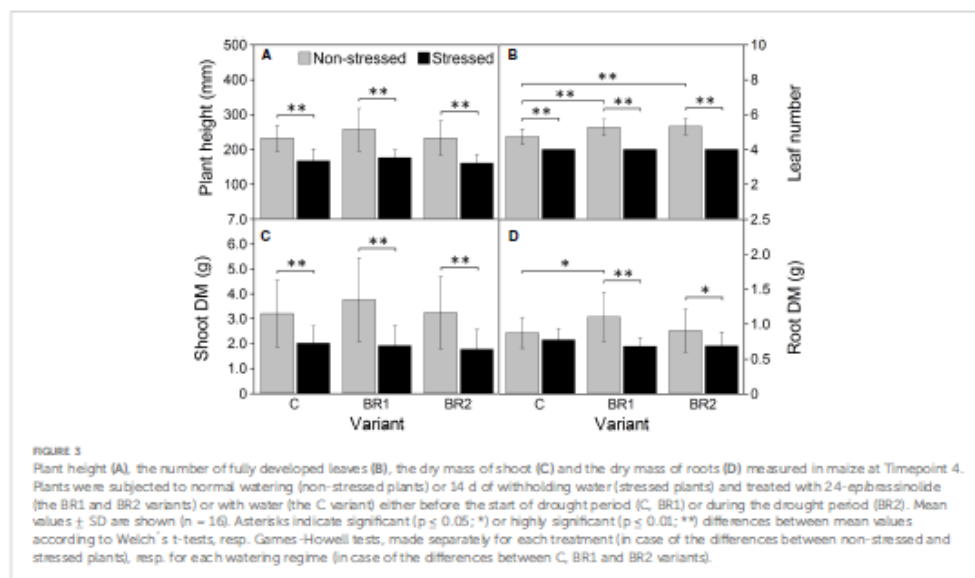 500
400
300
200
100
7.0
Plant height (mm)
A
Non-stressed
Stressed
**
**
**
B
**
**
**
**
**
10
8
6
4
2
2.5
Leaf number
C
**
**
**
6.0
5.0
4.0
3.0
2.0
1.0
0
Shoot DM (g)
D
*
**
*
2.0
1.5
1.0
0.5
0
Root DM (g)
C BR1 BR2
Variant
C BR1 BR2
Variant
FIGURE 3
Plant height (A), the number of fully developed leaves (B), the dry mass of shoot (C) and the dry mass of roots (D) measured in maize at Timepoint 4.
Plants were subjected to normal watering (non-stressed plants) or 14 d of withholding water (stressed plants) and treated with 24-epibrassinolide
(the BR1 and BR2 variants) or with water (the C variant) either before the start of drought period (C, BR1) or during the drought period (BR2). Mean
values ± SD are shown (n = 16). Asterisks indicate significant (p ≤ 0.05; *) or highly significant (p ≤ 0.01; **) differences between mean values
according to Welch´s t-tests, resp. Games-Howell tests, made separately for each treatment (in case of the differences between non-stressed and
stressed plants), resp. for each watering regime (in case of the differences between C, BR1 and BR2 variants).